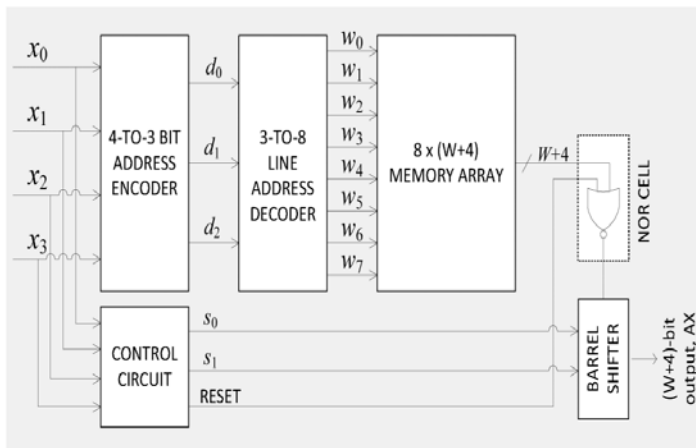 x0
x1
x2
x3
4-TO-3 BIT
ADDRESS
ENCODER
d0
d1
d2
3-TO-8
LINE
ADDRESS
DECODER
w0
w1
w2
w3
w4
w5
w6
w7
8 x (W+4)
MEMORY ARRAY
W+4
NOR CELL
CONTROL
CIRCUIT
s0
s1
RESET
BARREL
SHIFTER
(W+4)-bit
output, AX